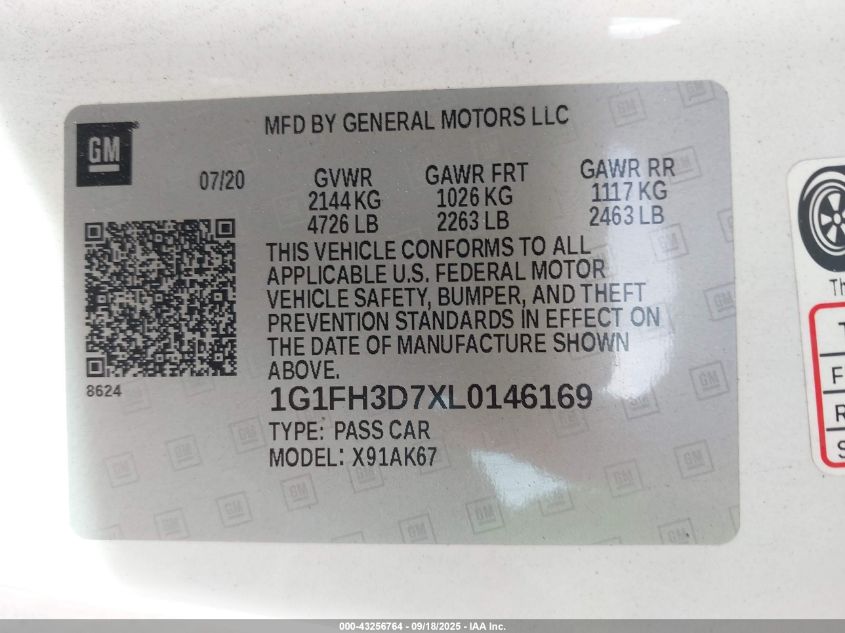 MFD BY GENERAL MOTORS LLC
GM
07/20
GVWR GAWR FRT GAWR RR
2144 KG 1026 KG 1117 KG
4726 LB 2263 LB 2463 LB
THIS VEHICLE CONFORMS TO ALL
APPLICABLE U.S. FEDERAL MOTOR
VEHICLE SAFETY, BUMPER, AND THEFT
PREVENTION STANDARDS IN EFFECT ON
THE DATE OF MANUFACTURE SHOWN
ABOVE.
8624
1G1FH3D7XL0146169
TYPE: PASS CAR
MODEL: X91AK67
Th
T
F
R
S
000-43256764 - 09/18/2025 - IAA Inc.